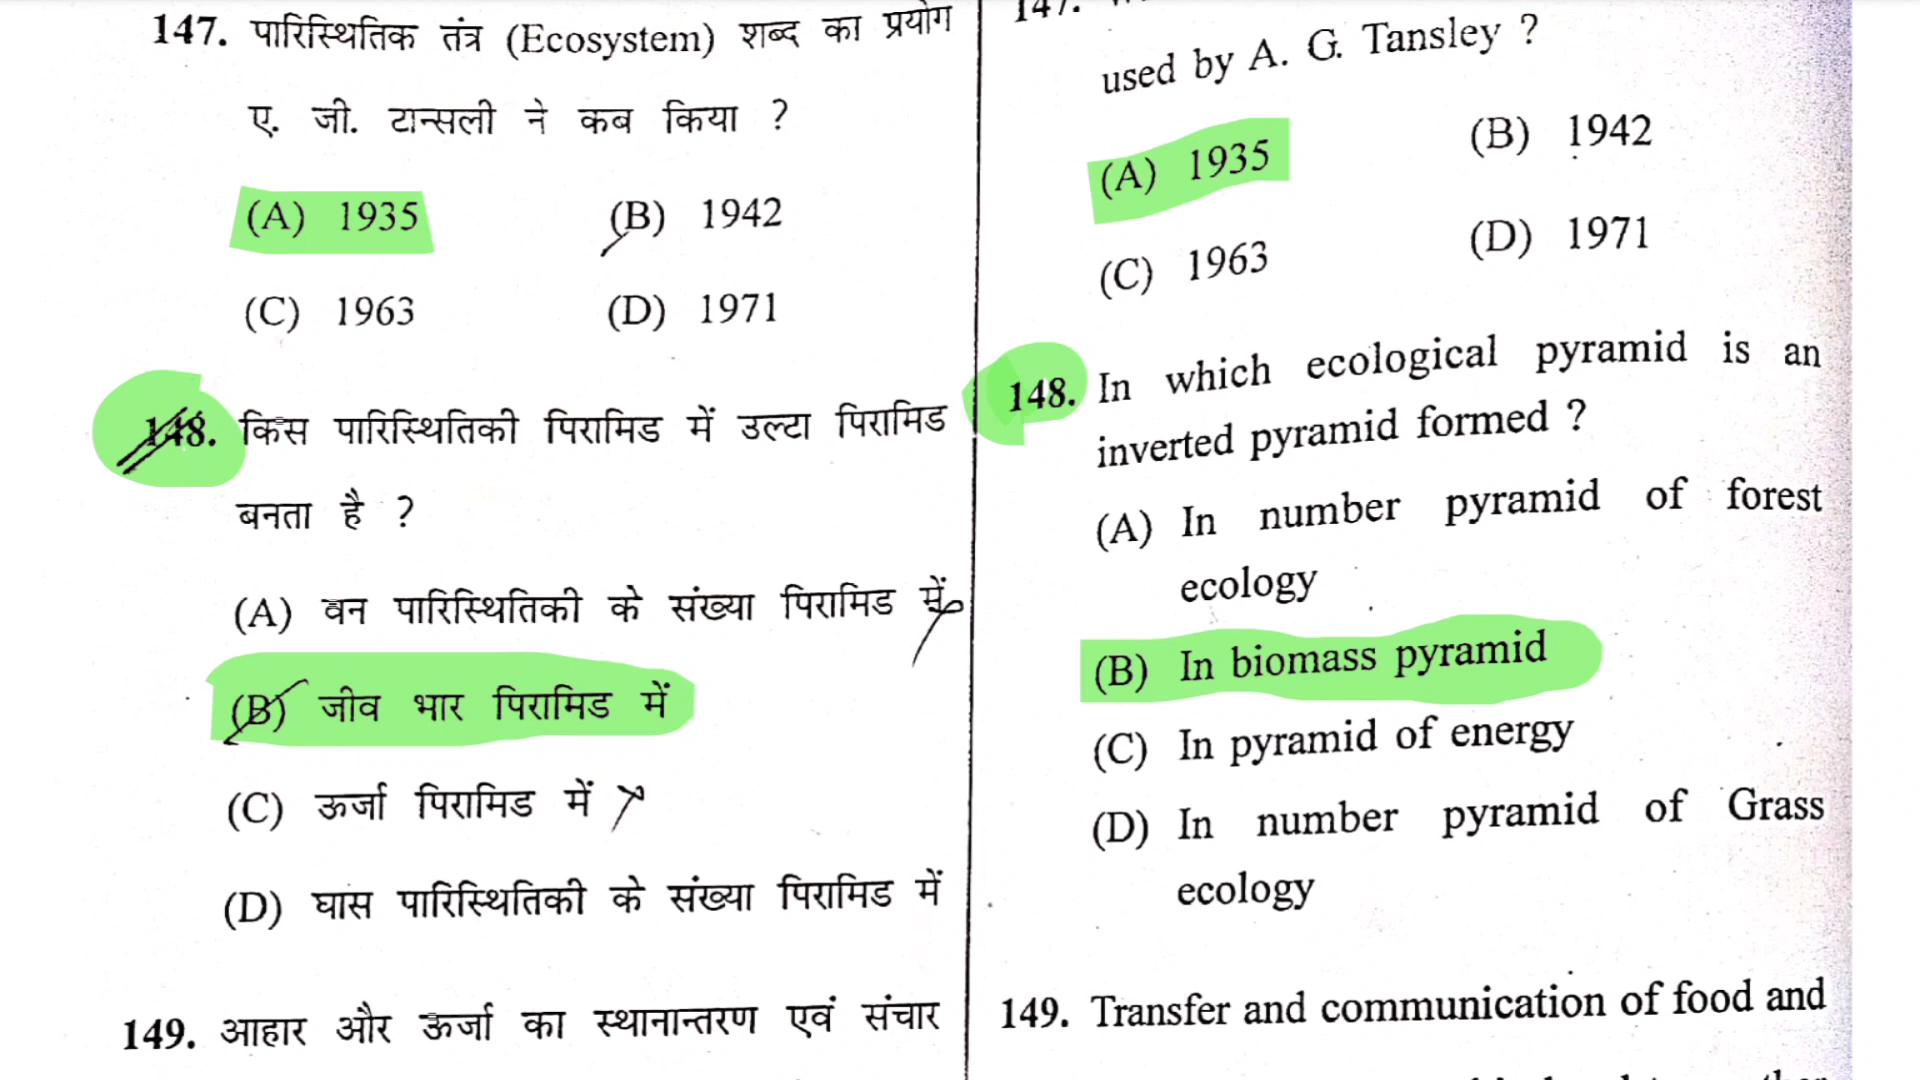 147. पारिस्थितिक तंत्र (Ecosystem) शब्द का प्रयोग
ए. जी. टान्सली ने कब किया ?
(A) 1935 (B) 1942
(C) 1963 (D) 1971
148. किस पारिस्थितिकी पिरामिड में उल्टा पिरामिड
बनता है ?
(A) वन पारिस्थितिकी के संख्या पिरामिड में
(B) जीव भार पिरामिड में
(C) ऊर्जा पिरामिड में
(D) घास पारिस्थितिकी के संख्या पिरामिड में
149. आहार और ऊर्जा का स्थानान्तरण एवं संचार
147.
used by A. G. Tansley ?
(A) 1935 (B) 1942
(C) 1963 (D) 1971
148. In which ecological pyramid is an
inverted pyramid formed ?
(A) In number pyramid of forest
ecology
(B) In biomass pyramid
(C) In pyramid of energy
(D) In number pyramid of Grass
ecology
149. Transfer and communication of food and